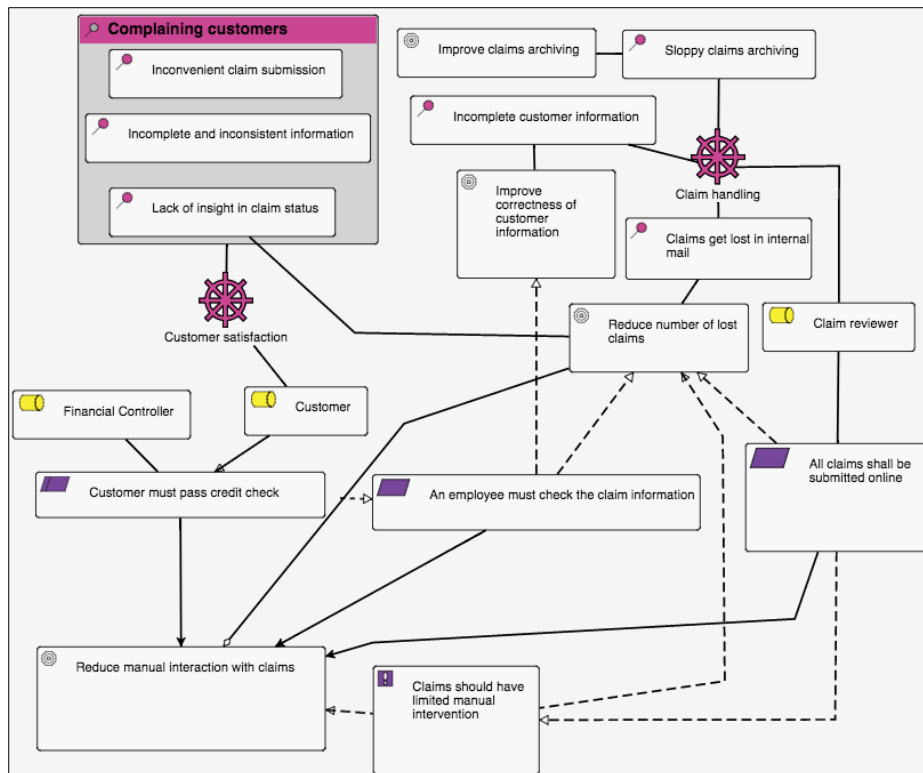 Complaining customers
Inconvenient claim submission
Incomplete and inconsistent information
Lack of insight in claim status
Improve claims archiving
Sloppy claims archiving
Incomplete customer information
Improve
correctness of
customer
information
Claim handling
Claims get lost in internal
mail
Customer satisfaction
Reduce number of lost
claims
Claim reviewer
Financial Controller
Customer
Customer must pass credit check
An employee must check the claim information
All claims shall be
submitted online
Reduce manual interaction with claims
Claims should have
limited manual
intervention